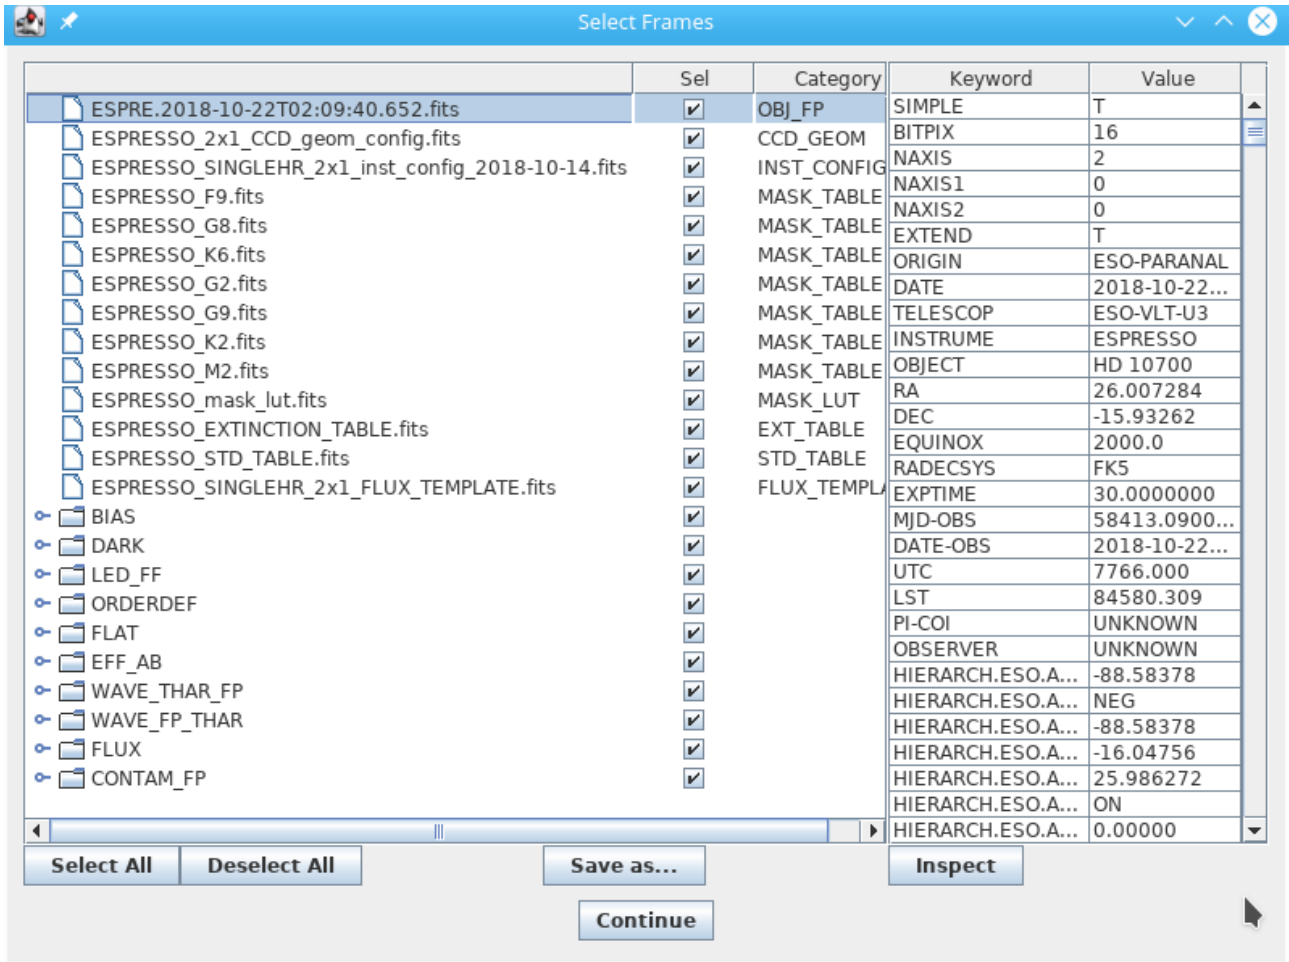 Select Frames
Sel Category
ESPRE.2018-10-22T02:09:40.652.fits OBJ_FP
ESPRESSO_2x1_CCD_geom_config.fits CCD_GEOM
ESPRESSO_SINGLEHR_2x1_inst_config_2018-10-14.fits INST_CONFIG
ESPRESSO_F9.fits MASK_TABLE
ESPRESSO_G8.fits MASK_TABLE
ESPRESSO_K6.fits MASK_TABLE
ESPRESSO_G2.fits MASK_TABLE
ESPRESSO_G9.fits MASK_TABLE
ESPRESSO_K2.fits MASK_TABLE
ESPRESSO_M2.fits MASK_TABLE
ESPRESSO_mask_lut.fits MASK_LUT
ESPRESSO_EXTINCTION_TABLE.fits EXT_TABLE
ESPRESSO_STD_TABLE.fits STD_TABLE
ESPRESSO_SINGLEHR_2x1_FLUX_TEMPLATE.fits FLUX_TEMPLA
BIAS
DARK
LED_FF
ORDERDEF
FLAT
EFF_AB
WAVE_THAR_FP
WAVE_FP_THAR
FLUX
CONTAM_FP
Keyword Value
SIMPLE T
BITPIX 16
NAXIS 2
NAXIS1 0
NAXIS2 0
EXTEND T
ORIGIN ESO-PARANAL
DATE 2018-10-22...
TELESCOP ESO-VLT-U3
INSTRUME ESPRESSO
OBJECT HD 10700
RA 26.007284
DEC -15.93262
EQUINOX 2000.0
RADECSYS FK5
EXPTIME 30.0000000
MJD-OBS 58413.0900...
DATE-OBS 2018-10-22...
UTC 7766.000
LST 84580.309
PI-COI UNKNOWN
OBSERVER UNKNOWN
HIERARCH.ESO.A... -88.58378
HIERARCH.ESO.A... NEG
HIERARCH.ESO.A... -88.58378
HIERARCH.ESO.A... -16.04756
HIERARCH.ESO.A... 25.986272
HIERARCH.ESO.A... ON
HIERARCH.ESO.A... 0.00000
Select All Deselect All Save as... Inspect
Continue